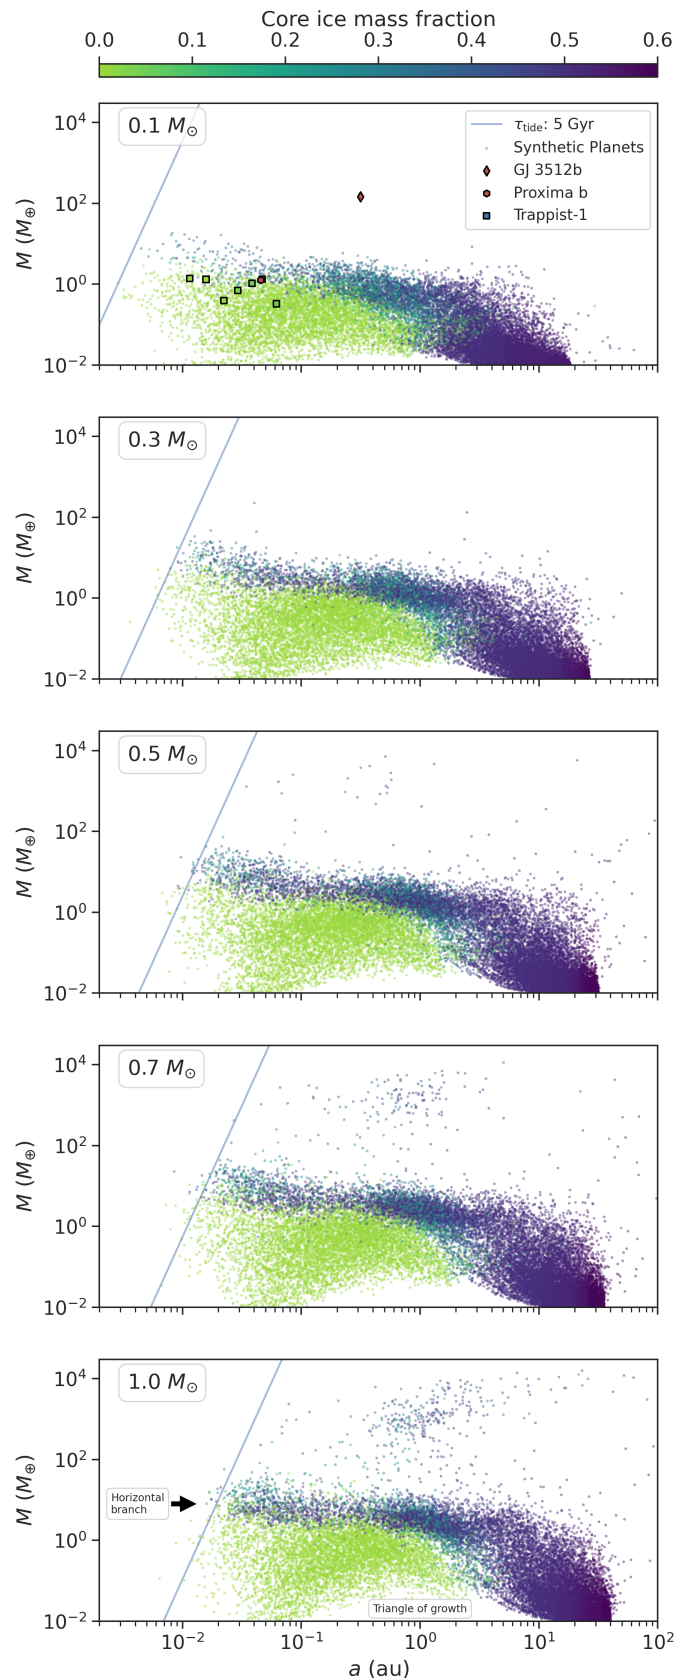 Core ice mass fraction
0.0 0.1 0.2 0.3 0.4 0.5 0.6
0.1 M⊙
τtide: 5 Gyr
Synthetic Planets
GJ 3512b
Proxima b
Trappist-1
10⁴
10²
10⁰
10⁻²
M (M⊕)
0.3 M⊙
10⁴
10²
10⁰
10⁻²
M (M⊕)
0.5 M⊙
10⁴
10²
10⁰
10⁻²
M (M⊕)
0.7 M⊙
10⁴
10²
10⁰
10⁻²
M (M⊕)
1.0 M⊙
10⁴
10²
10⁰
10⁻²
M (M⊕)
Horizontal
branch
Triangle of growth
10⁻² 10⁻¹ 10⁰ 10¹ 10²
a (au)